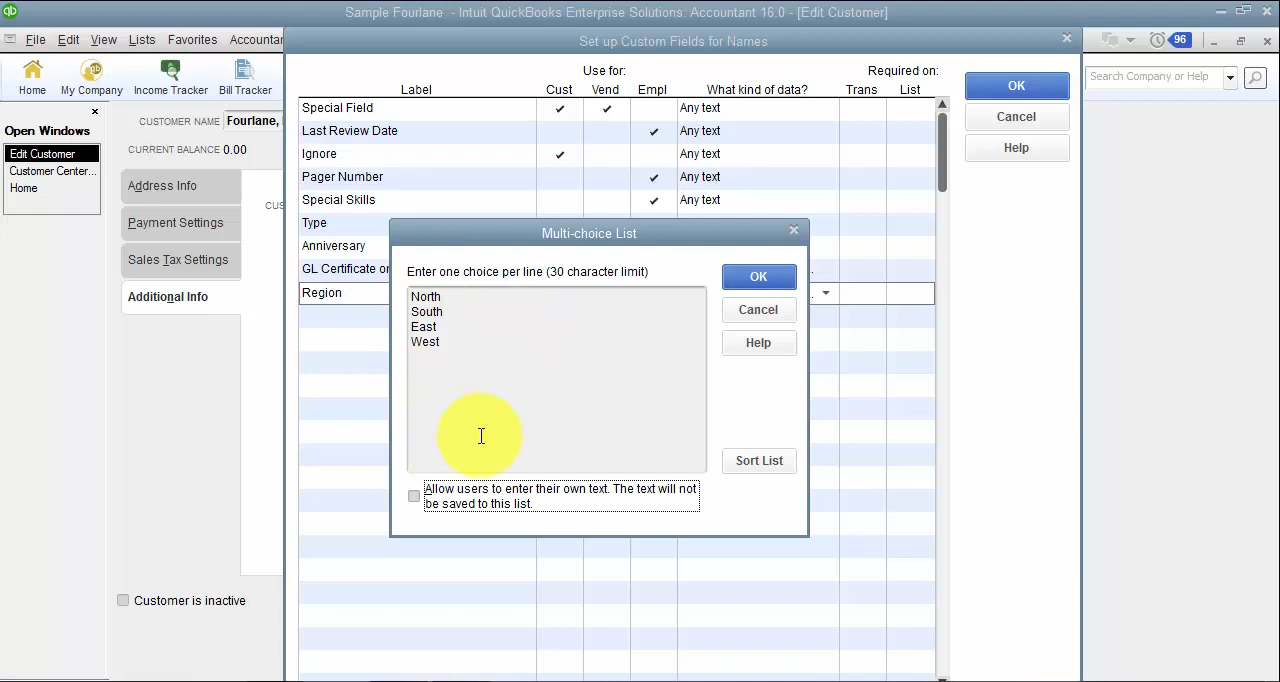 qb
Sample Fourlane - Intuit QuickBooks Enterprise Solutions: Accountant 16.0 - [Edit Customer]
File Edit View Lists Favorites Accountan
96
Home
My Company
Income Tracker
Bill Tracker
Search Company or Help
Open Windows
Edit Customer
Customer Center...
Home
CUSTOMER NAME Fourlane,
CURRENT BALANCE 0.00
Address Info
Payment Settings
Sales Tax Settings
Additional Info
CUS
Customer is inactive
Set up Custom Fields for Names
Use for:
Required on:
Label Cust Vend Empl What kind of data? Trans List
Special Field Any text
Last Review Date Any text
Ignore Any text
Pager Number Any text
Special Skills Any text
Type
Anniversary
GL Certificate or
Region
OK
Cancel
Help
Multi-choice List
Enter one choice per line (30 character limit)
North
South
East
West
Allow users to enter their own text. The text will not
be saved to this list.
OK
Cancel
Help
Sort List